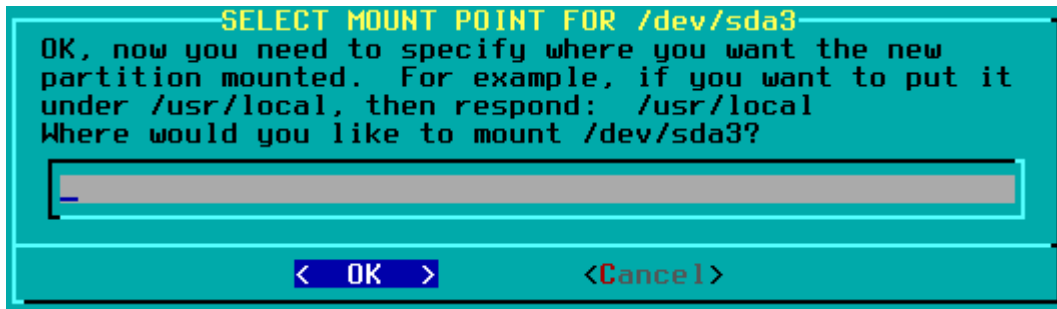 SELECT MOUNT POINT FOR /dev/sda3
OK, now you need to specify where you want the new
partition mounted.  For example, if you want to put it
under /usr/local, then respond:  /usr/local
Where would you like to mount /dev/sda3?
_
<  OK  >          <Cancel>